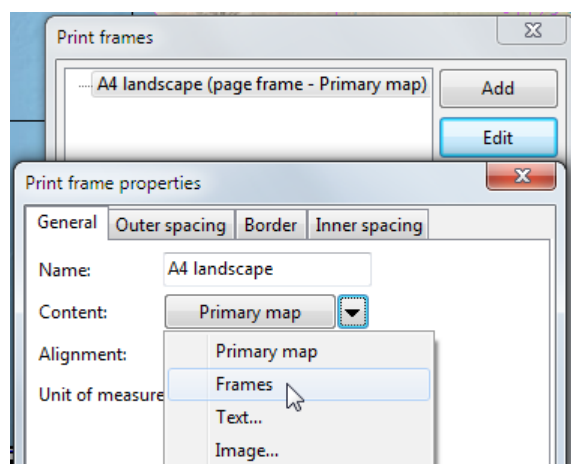 Print frames
A4 landscape (page frame - Primary map)
Add
Edit
Print frame properties
General Outer spacing Border Inner spacing
Name: A4 landscape
Content: Primary map
Alignment: Primary map
Frames
Unit of measure
Text...
Image...